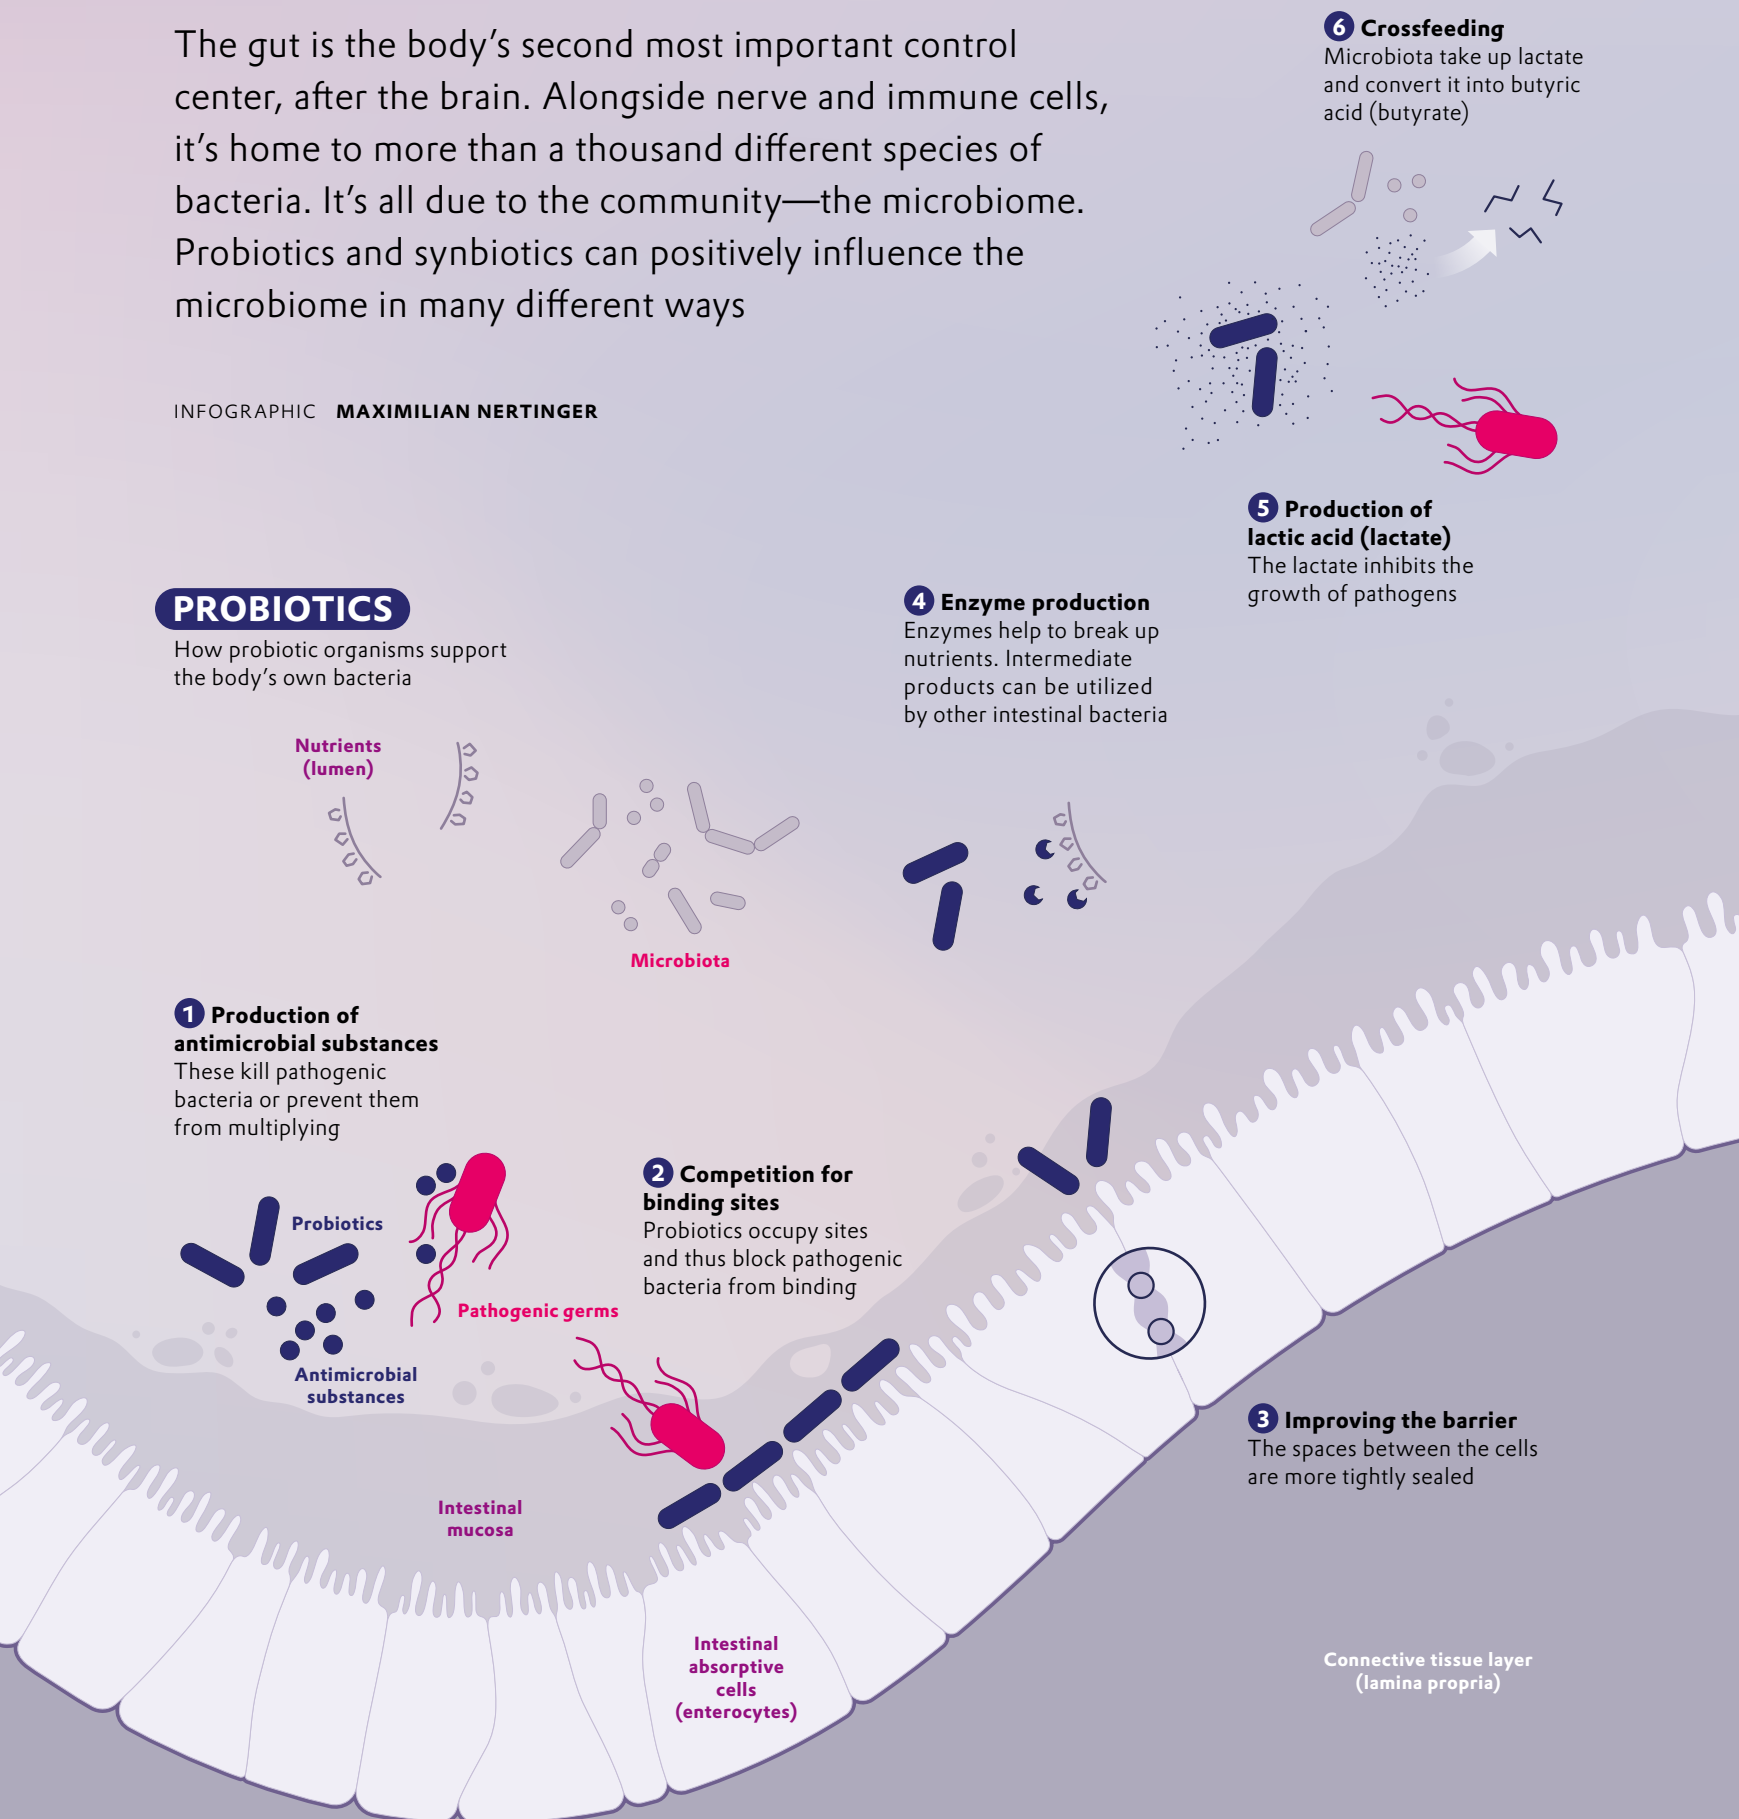 The gut is the body’s second most important control
center, after the brain. Alongside nerve and immune cells,
it’s home to more than a thousand different species of
bacteria. It’s all due to the community—the microbiome.
Probiotics and synbiotics can positively influence the
microbiome in many different ways
INFOGRAPHIC MAXIMILIAN NERTINGER
6 Crossfeeding
Microbiota take up lactate
and convert it into butyric
acid (butyrate)
5 Production of
lactic acid (lactate)
The lactate inhibits the
growth of pathogens
PROBIOTICS
How probiotic organisms support
the body’s own bacteria
4 Enzyme production
Enzymes help to break up
nutrients. Intermediate
products can be utilized
by other intestinal bacteria
Nutrients
(lumen)
Microbiota
1 Production of
antimicrobial substances
These kill pathogenic
bacteria or prevent them
from multiplying
Probiotics
Pathogenic germs
Antimicrobial
substances
2 Competition for
binding sites
Probiotics occupy sites
and thus block pathogenic
bacteria from binding
3 Improving the barrier
The spaces between the cells
are more tightly sealed
Intestinal
mucosa
Intestinal
absorptive
cells
(enterocytes)
Connective tissue layer
(lamina propria)